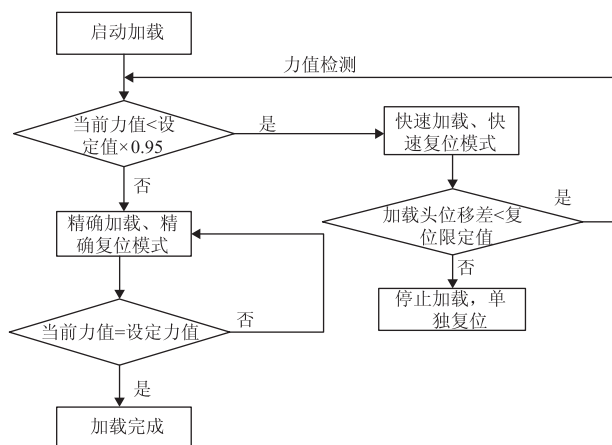 启动加载
力值检测
当前力值<设
定值×0.95
是
快速加载、快
速复位模式
否
精确加载、精
确复位模式
加载头位移差<复
位限定值
是
否
停止加载，单
独复位
当前力值=设定力值
否
是
加载完成